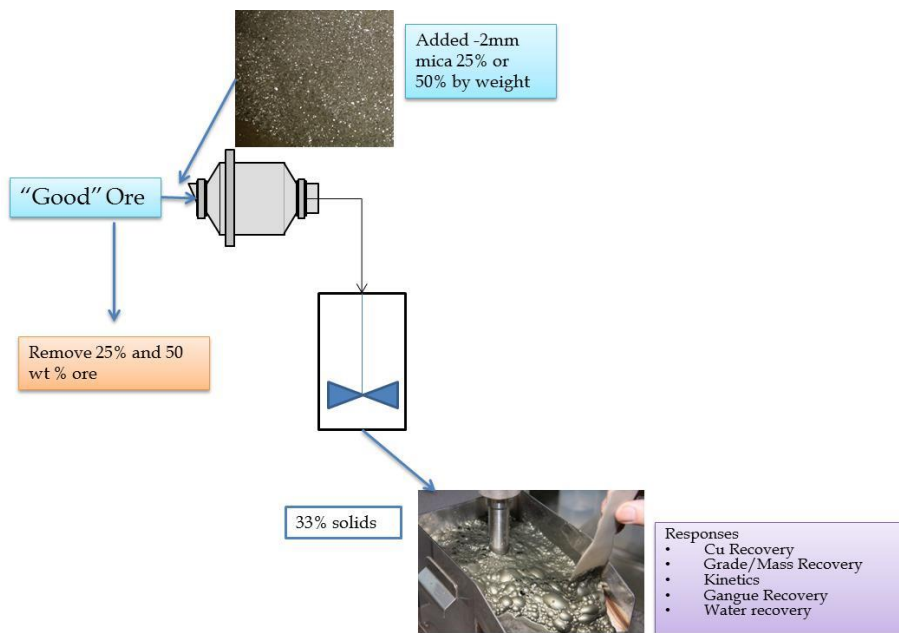 Added -2mm
mica 25% or
50% by weight
“Good” Ore
Remove 25% and 50
wt % ore
33% solids
Responses
• Cu Recovery
• Grade/Mass Recovery
• Kinetics
• Gangue Recovery
• Water recovery